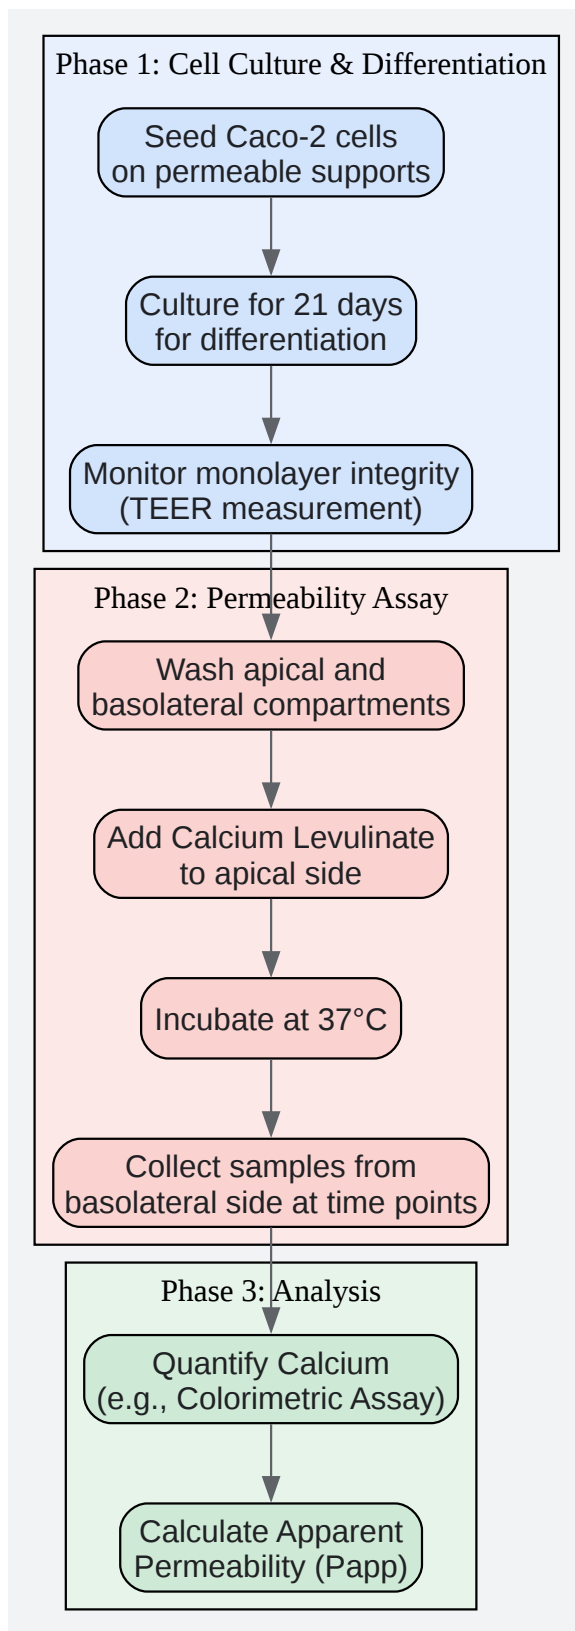 Phase 1: Cell Culture & Differentiation
Seed Caco-2 cells
on permeable supports
Culture for 21 days
for differentiation
Monitor monolayer integrity
(TEER measurement)
Phase 2: Permeability Assay
Wash apical and
basolateral compartments
Add Calcium Levulinate
to apical side
Incubate at 37°C
Collect samples from
basolateral side at time points
Phase 3: Analysis
Quantify Calcium
(e.g., Colorimetric Assay)
Calculate Apparent
Permeability (Papp)